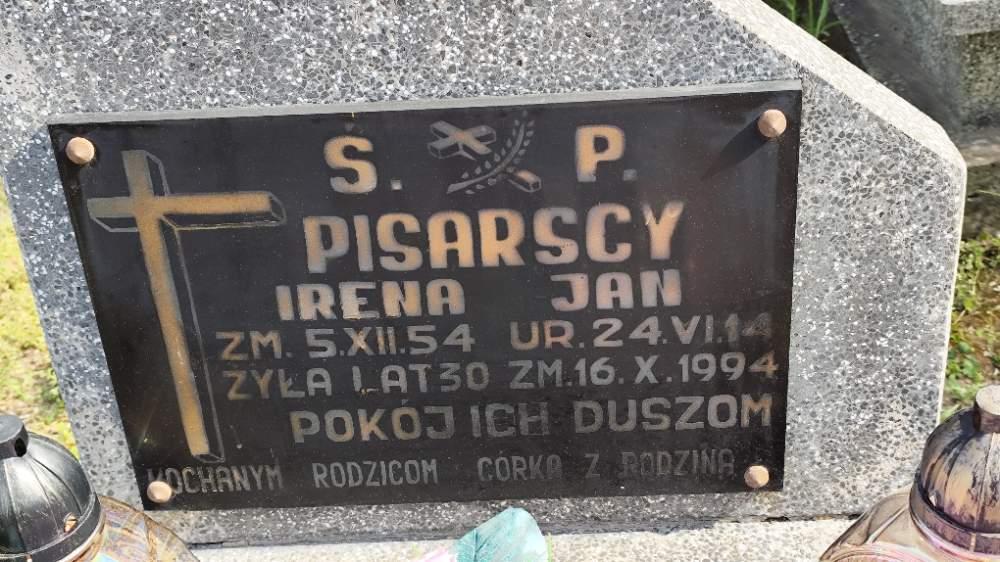 Ś. P.
PISARSCY
IRENA JAN
ZM. 5.XII.54 UR. 24.VI.14
ŻYŁA LAT 30 ZM. 16.X.1994
POKÓJ ICH DUSZOM
KOCHANYM RODZICOM CÓRKA Z RODZINĄ